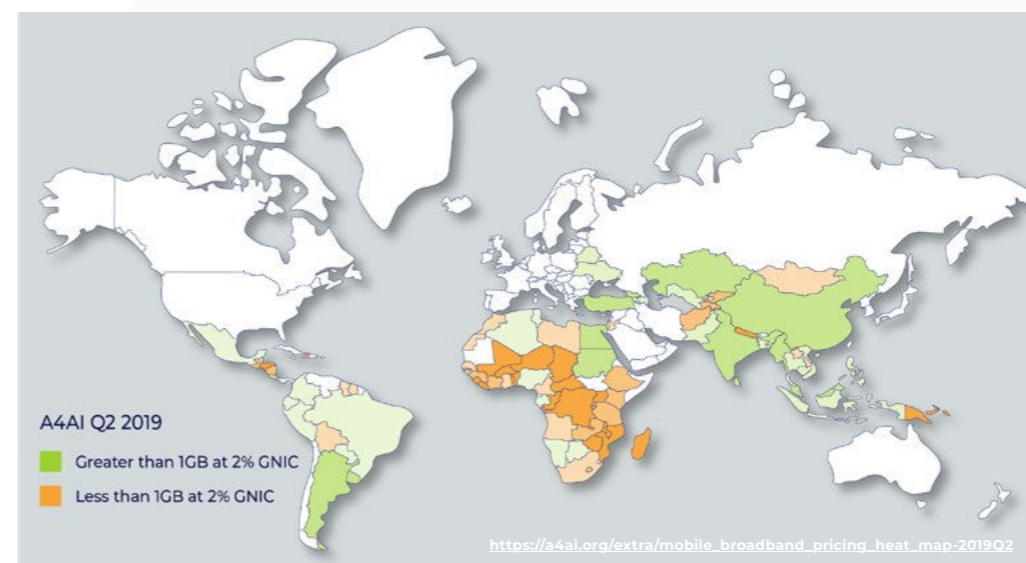 A4AI Q2 2019
Greater than 1GB at 2% GNIC
Less than 1GB at 2% GNIC
https://a4ai.org/extra/mobile_broadband_pricing_heat_map-2019Q2